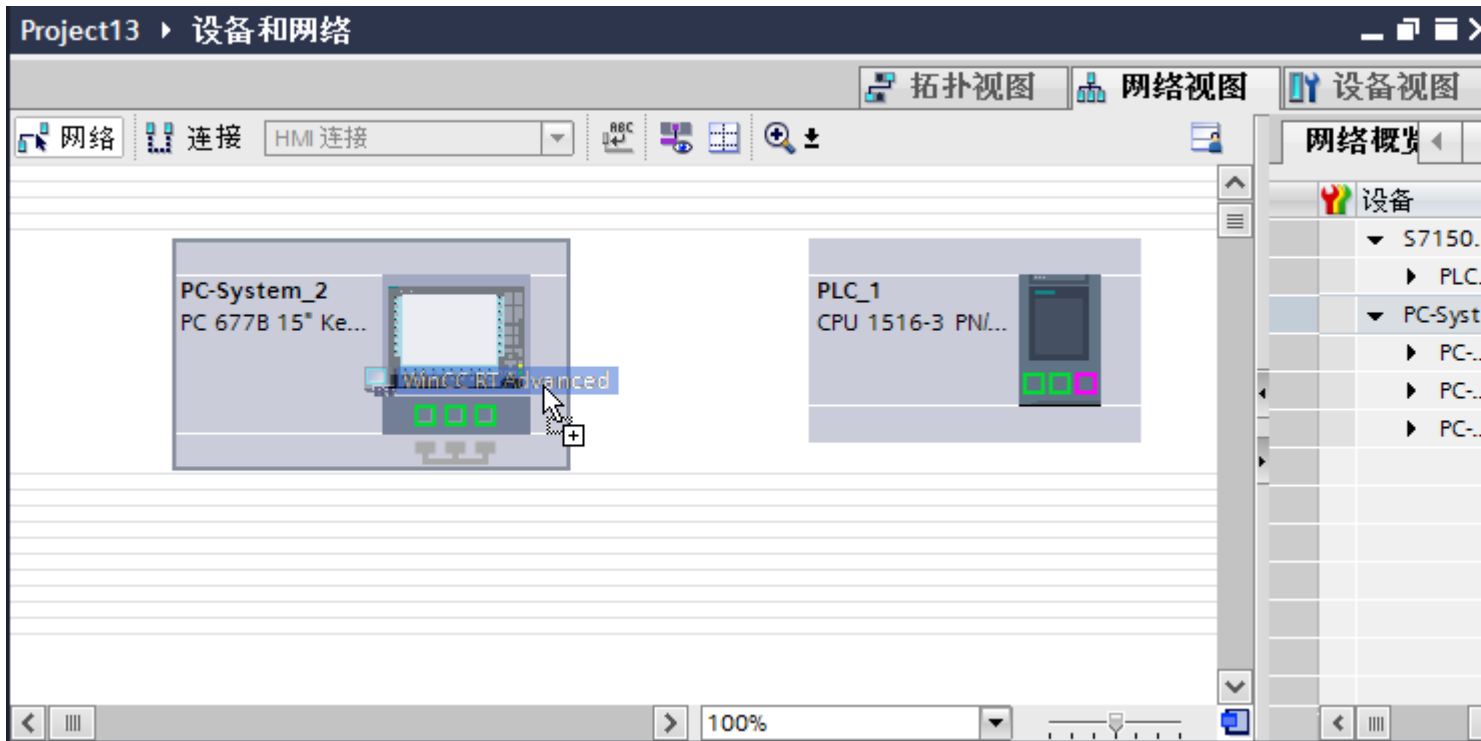 Project13 ▸ 设备和网络
拓扑视图 网络视图 设备视图
网络 连接 HMI 连接 网络概览
设备
S7150...
PLC...
PC-Syst
PC-...
PC-...
PC-...
PC-System_2
PC 677B 15" Ke...
WinCC RT Advanced
PLC_1
CPU 1516-3 PN/...
100%